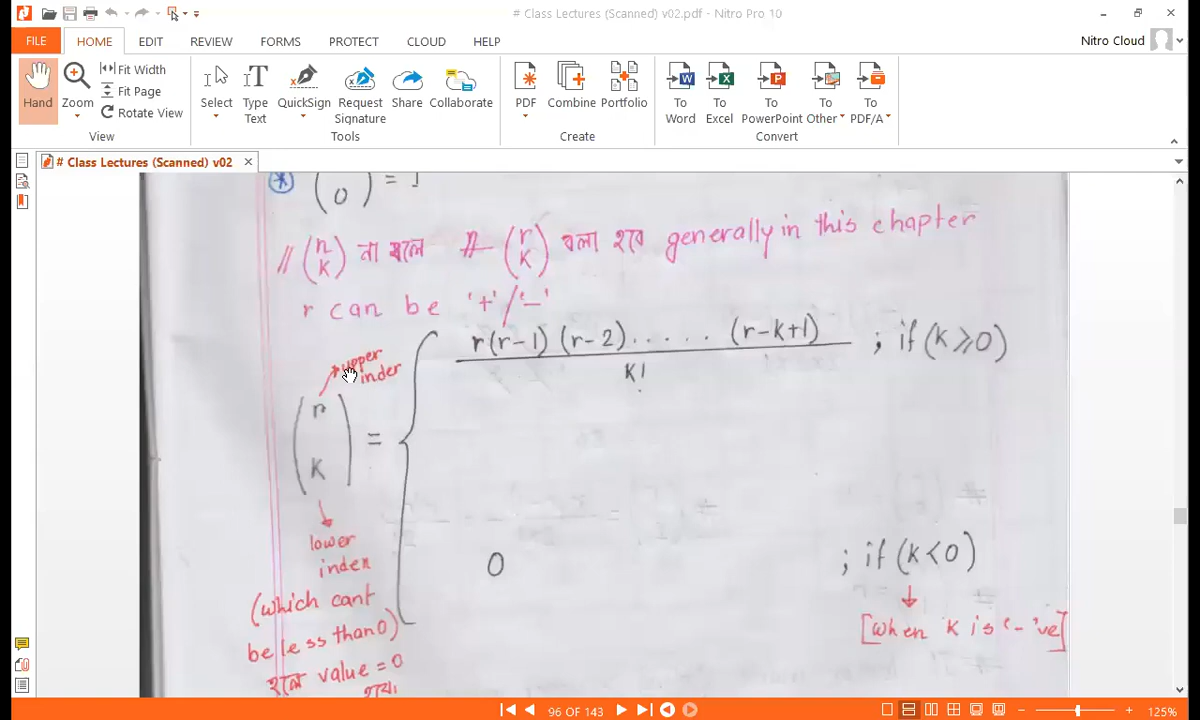 # Class Lectures (Scanned) v02.pdf - Nitro Pro 10
FILE HOME EDIT REVIEW FORMS PROTECT CLOUD HELP Nitro Cloud
Hand Zoom Fit Width Fit Page Rotate View Select Type Text QuickSign Request Signature Share Collaborate PDF Combine Portfolio To Word To Excel To PowerPoint To Other To PDF/A
View Tools Create Convert
# Class Lectures (Scanned) v02
0 ) = 1
// (n k) না বলে (r k) বলা হবে generally in this chapter
r can be '+'/'-'
r(r-1) (r-2)...... (r-k+1) ; if (k ≥ 0)
k!
upper
index
(r k) =
lower
index
0 ; if (k < 0)
(which cant
be less than 0)
[when k is '-'ve]
হলে value = 0
হবে।
96 OF 143
125%